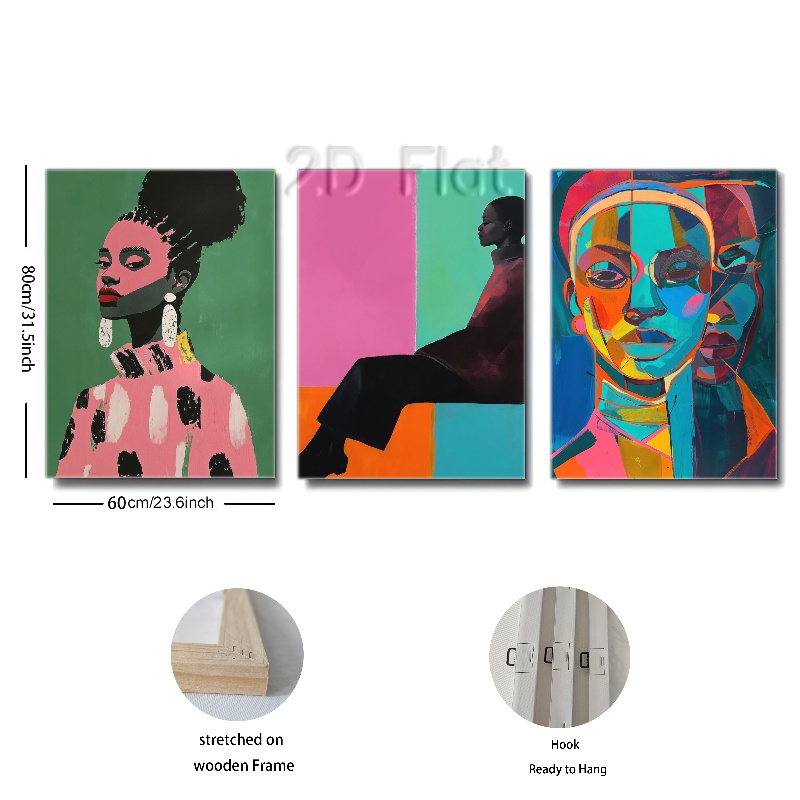 2D Flat
80cm/31.5inch
60cm/23.6inch
stretched on
wooden Frame
Hook
Ready to Hang